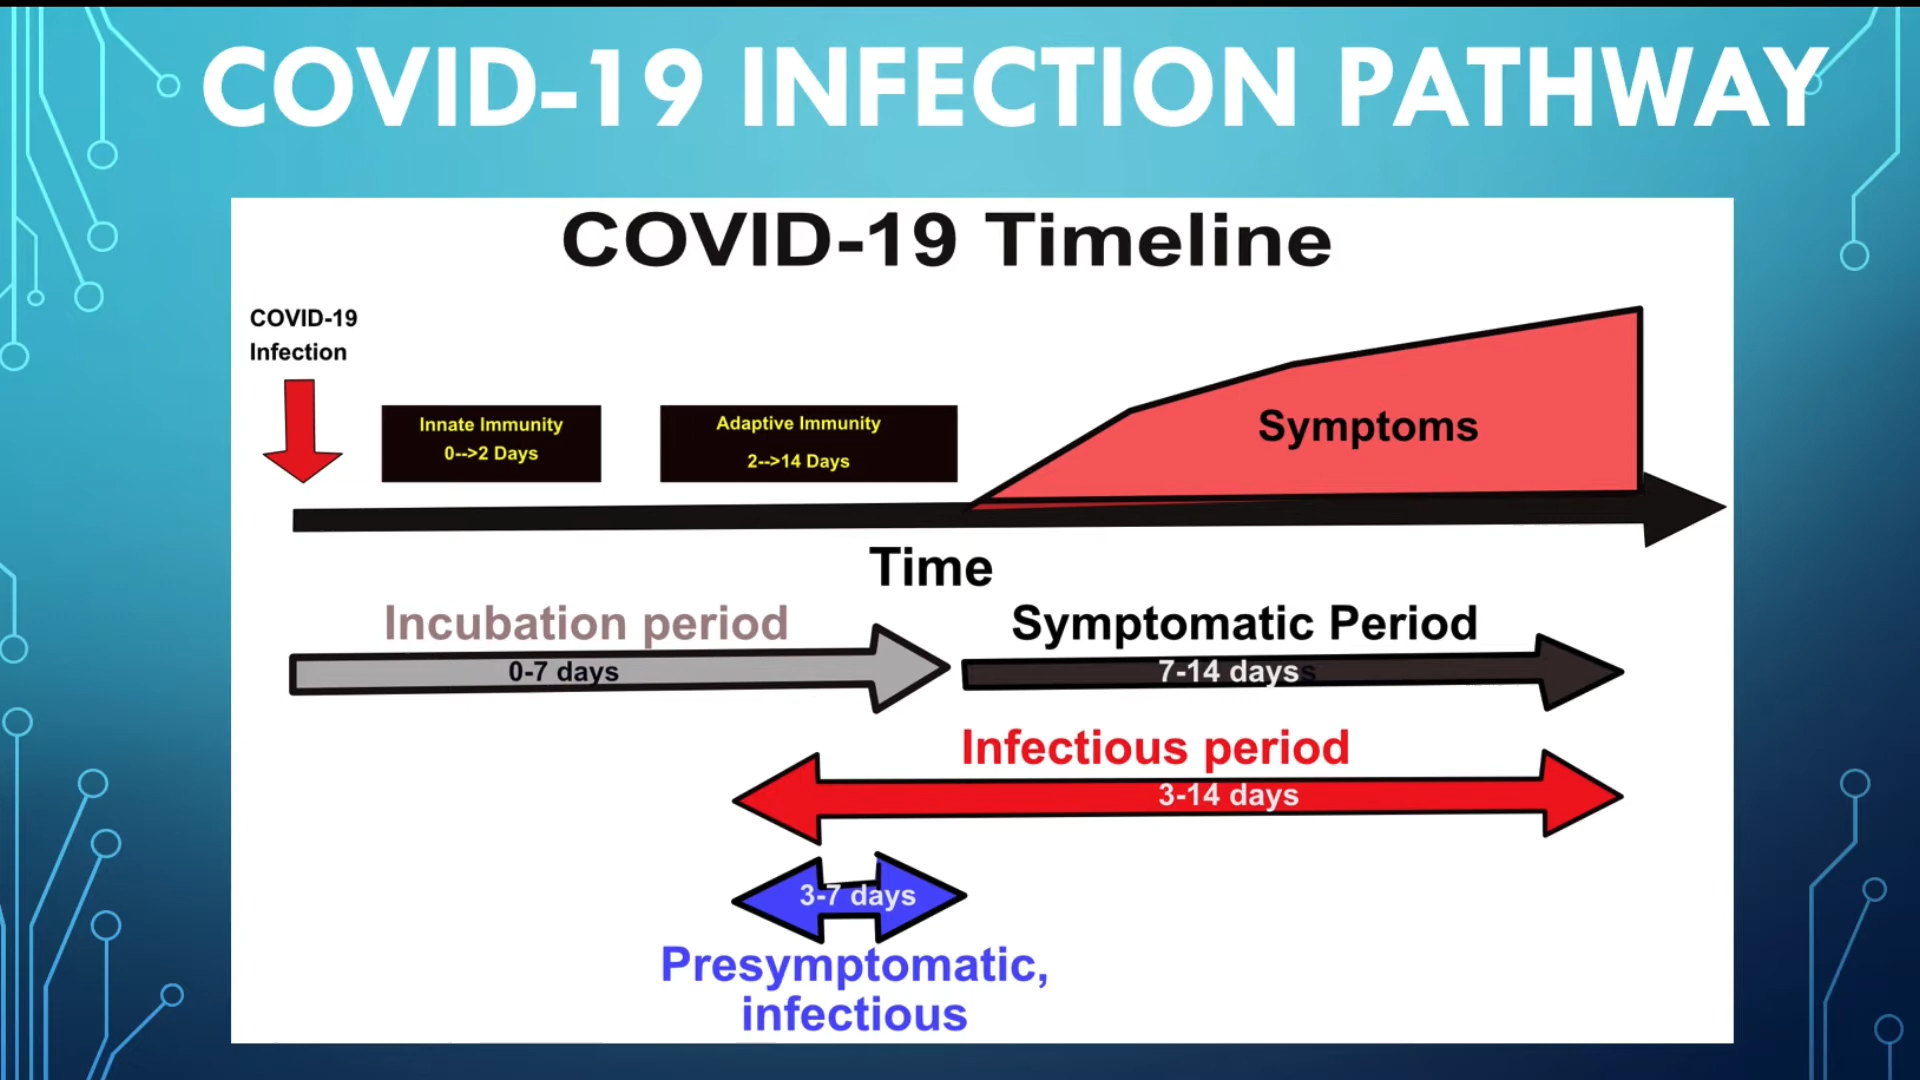 COVID-19 INFECTION PATHWAY
COVID-19 Timeline
COVID-19
Infection
Innate Immunity
0-->2 Days
Adaptive Immunity
2-->14 Days
Symptoms
Time
Incubation period
0-7 days
Symptomatic Period
7-14 days
Infectious period
3-14 days
3-7 days
Presymptomatic,
infectious